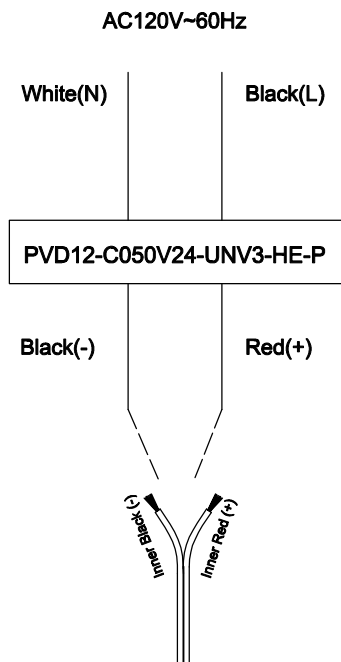 AC120V~60Hz
White(N) Black(L)
PVD12-C050V24-UNV3-HE-P
Black(-) Red(+)
Inner Black (-) Inner Red (+)